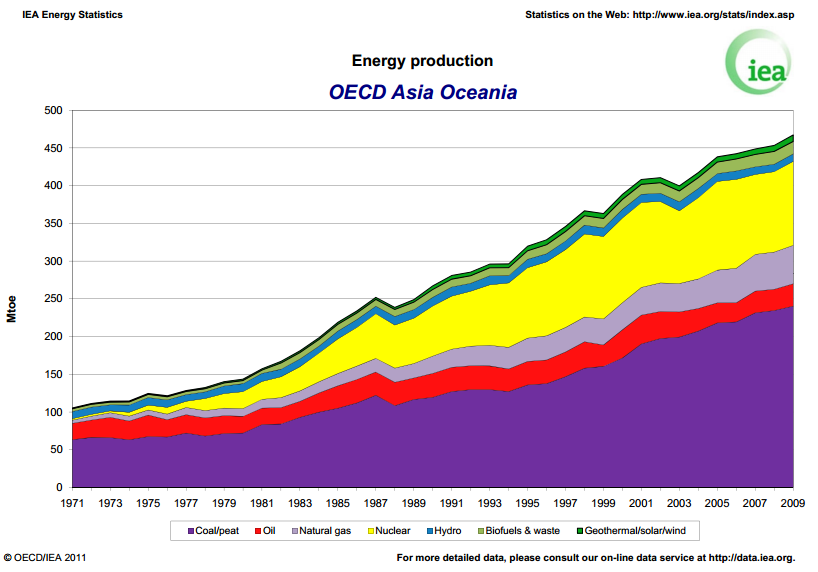 IEA Energy Statistics
Statistics on the Web: http://www.iea.org/stats/index.asp
iea
Energy production
OECD Asia Oceania
500
450
400
350
300
250
200
150
100
50
0
Mtoe
1971 1973 1975 1977 1979 1981 1983 1985 1987 1989 1991 1993 1995 1997 1999 2001 2003 2005 2007 2009
Coal/peat Oil Natural gas Nuclear Hydro Biofuels & waste Geothermal/solar/wind
© OECD/IEA 2011
For more detailed data, please consult our on-line data service at http://data.iea.org.